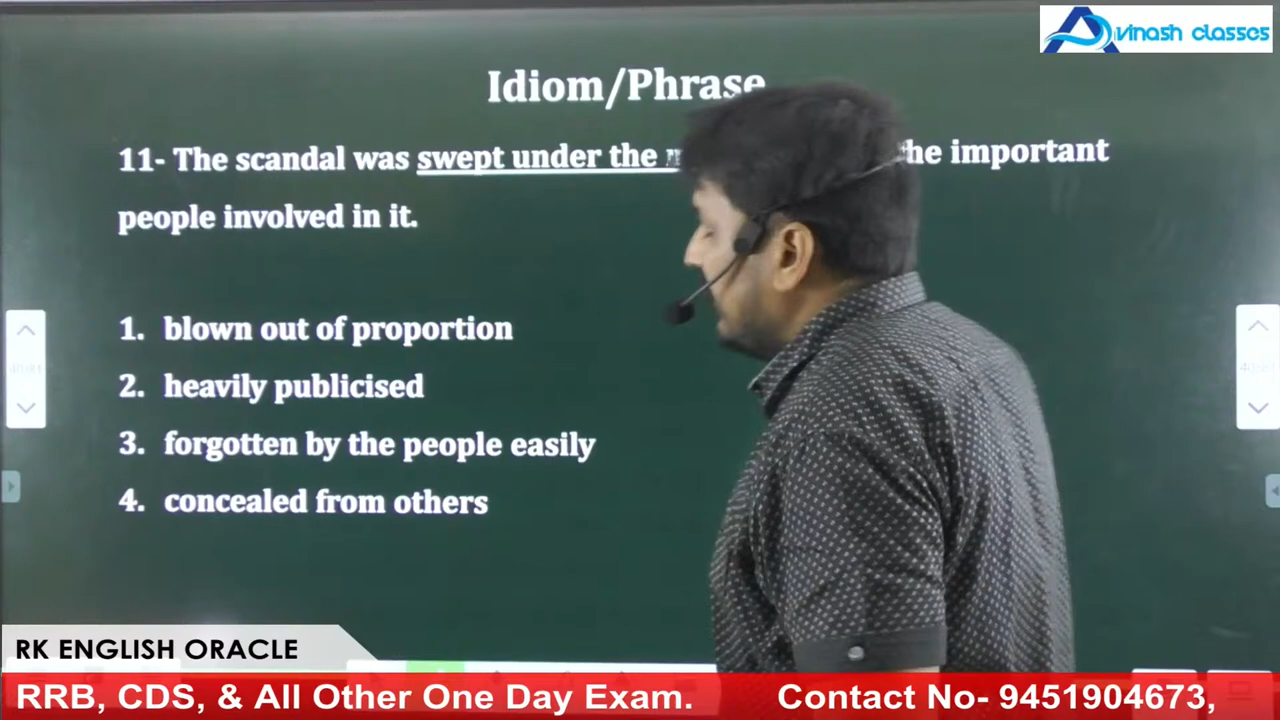 vinash classes
Idiom/Phrase
11- The scandal was swept under the he important
people involved in it.
1. blown out of proportion
2. heavily publicised
3. forgotten by the people easily
4. concealed from others
RK ENGLISH ORACLE
RRB, CDS, & All Other One Day Exam. Contact No- 9451904673,